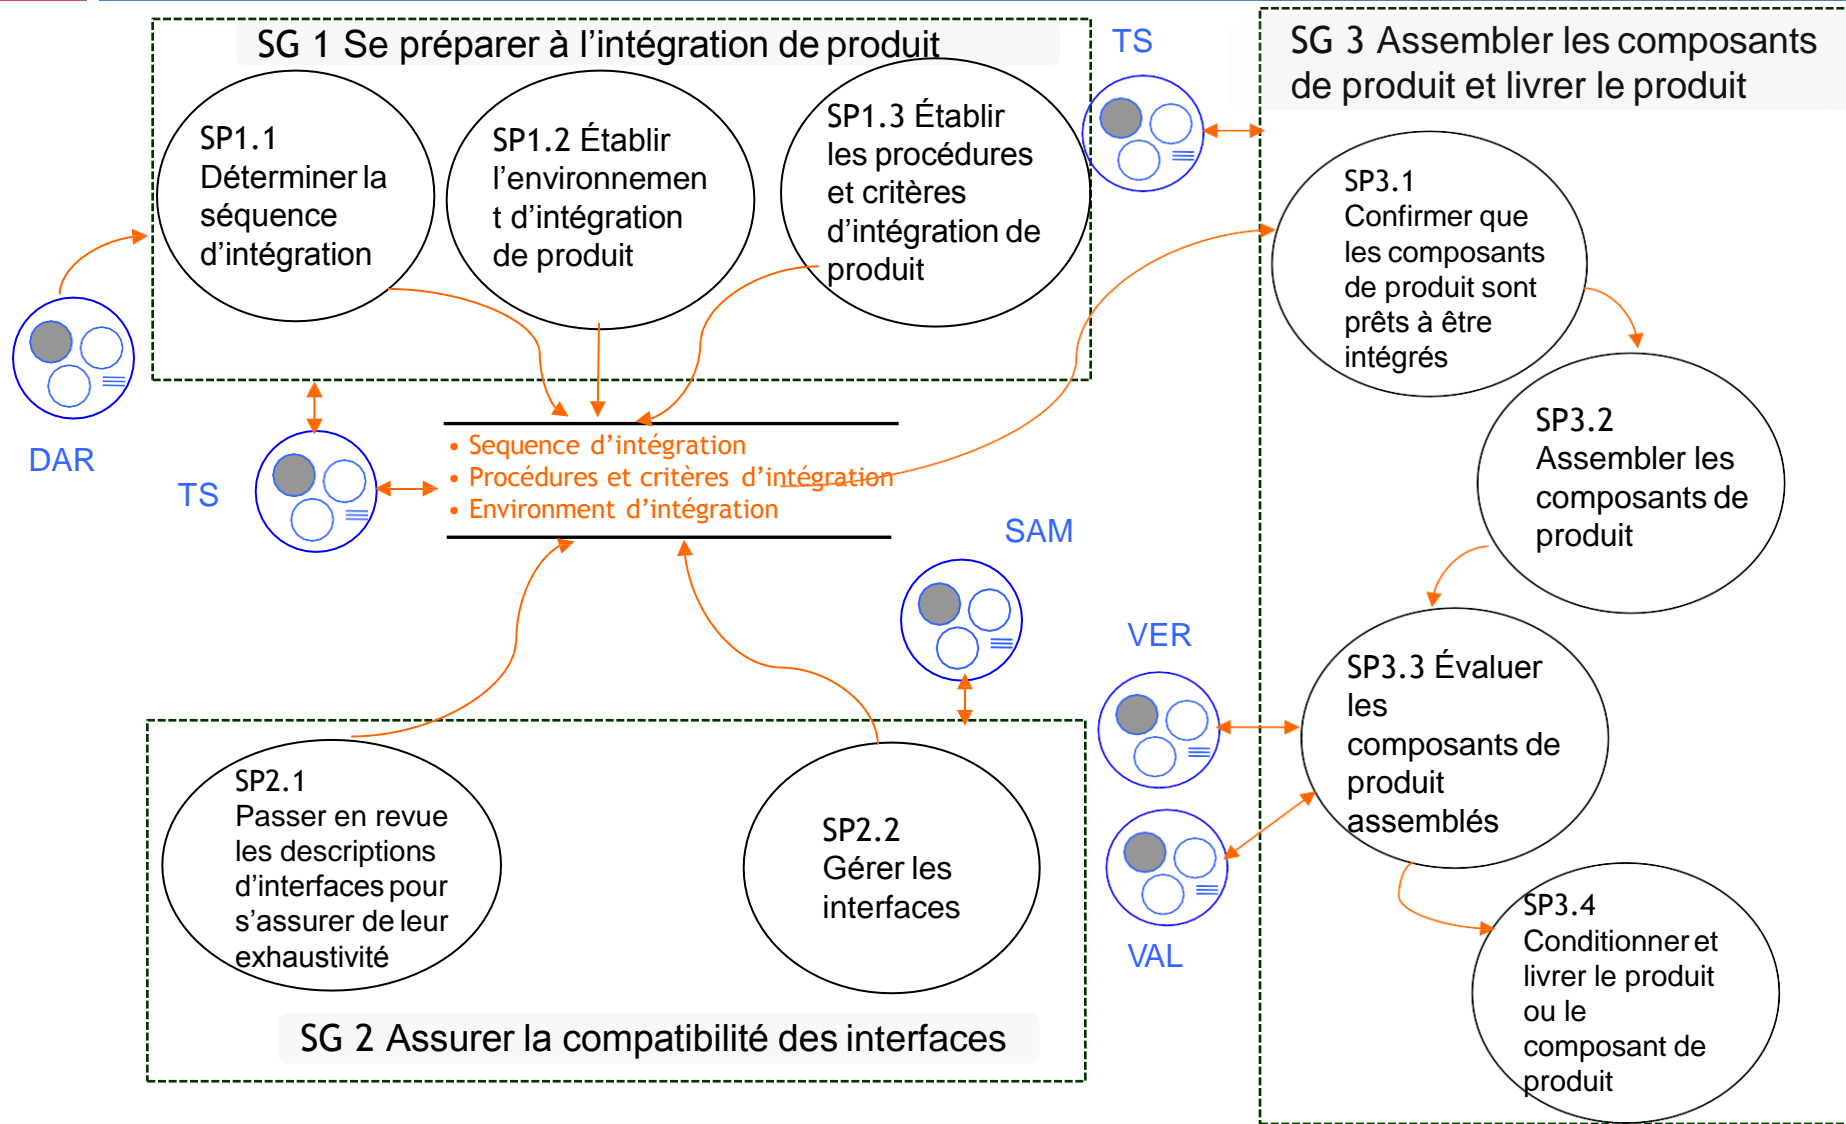 SG 1 Se préparer à l’intégration de produit
SP1.1
Déterminer la
séquence
d’intégration
SP1.2 Établir
l’environnemen
t d’intégration
de produit
SP1.3 Établir
les procédures
et critères
d’intégration de
produit
TS
SG 3 Assembler les composants
de produit et livrer le produit
SP3.1
Confirmer que
les composants
de produit sont
prêts à être
intégrés
DAR
TS
• Sequence d’intégration
• Procédures et critères d’intégration
• Environment d’intégration
SAM
SP3.2
Assembler les
composants de
produit
VER
SP3.3 Évaluer
les
composants de
produit
assemblés
VAL
SP2.1
Passer en revue
les descriptions
d’interfaces pour
s’assurer de leur
exhaustivité
SP2.2
Gérer les
interfaces
SG 2 Assurer la compatibilité des interfaces
SP3.4
Conditionner et
livrer le produit
ou le
composant de
produit